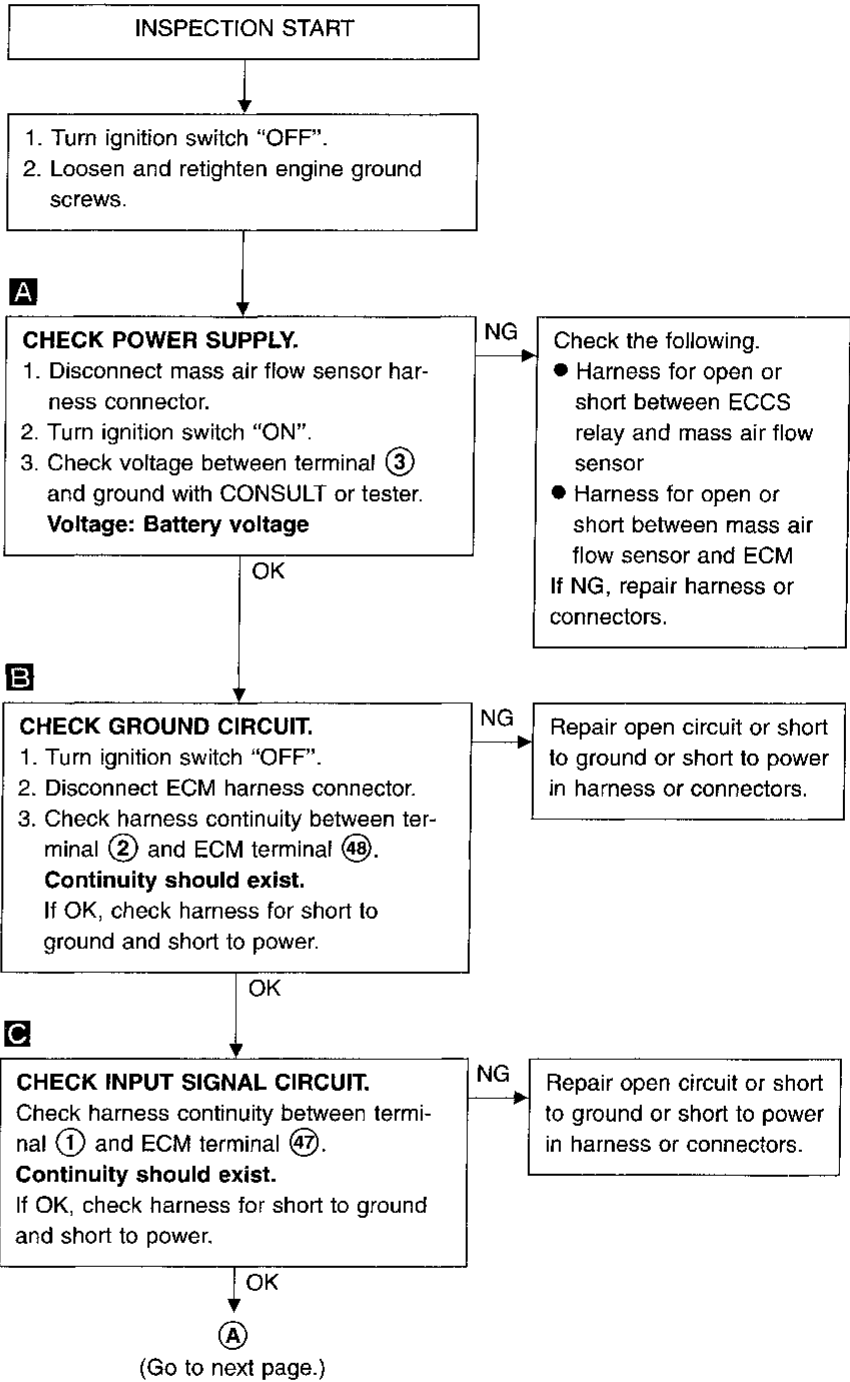 INSPECTION START
1. Turn ignition switch “OFF”.
2. Loosen and retighten engine ground
screws.
A
CHECK POWER SUPPLY.
1. Disconnect mass air flow sensor har-
ness connector.
2. Turn ignition switch “ON”.
3. Check voltage between terminal ③
and ground with CONSULT or tester.
Voltage: Battery voltage
NG
Check the following.
● Harness for open or
short between ECCS
relay and mass air flow
sensor
● Harness for open or
short between mass air
flow sensor and ECM
If NG, repair harness or
connectors.
OK
B
CHECK GROUND CIRCUIT.
1. Turn ignition switch “OFF”.
2. Disconnect ECM harness connector.
3. Check harness continuity between ter-
minal ② and ECM terminal ㊽.
Continuity should exist.
If OK, check harness for short to
ground and short to power.
NG
Repair open circuit or short
to ground or short to power
in harness or connectors.
OK
C
CHECK INPUT SIGNAL CIRCUIT.
Check harness continuity between termi-
nal ① and ECM terminal ㊼.
Continuity should exist.
If OK, check harness for short to ground
and short to power.
NG
Repair open circuit or short
to ground or short to power
in harness or connectors.
OK
Ⓐ
(Go to next page.)